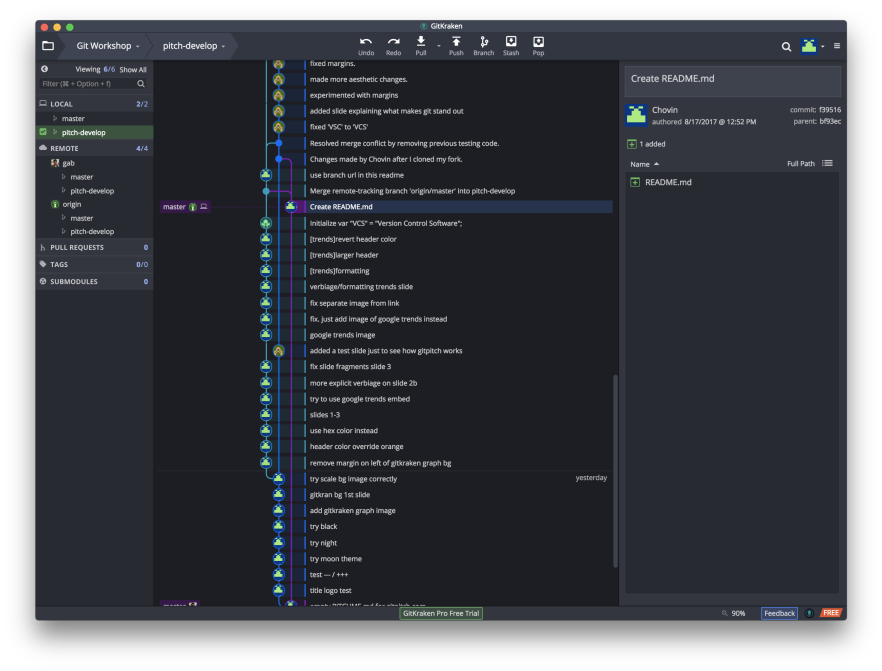 GitKraken
Git Workshop
pitch-develop
Undo
Redo
Pull
Push
Branch
Stash
Pop
Viewing 6/6 Show All
Filter (⌘ + Option + f)
LOCAL 2/2
master
pitch-develop
REMOTE 4/4
gab
master
pitch-develop
origin
master
pitch-develop
PULL REQUESTS 0
TAGS 0/0
SUBMODULES 0
fixed margins.
made more aesthetic changes.
experimented with margins
added slide explaining what makes git stand out
fixed 'VSC' to 'VCS'
Resolved merge conflict by removing previous testing code.
Changes made by Chovin after I cloned my fork.
use branch url in this readme
Merge remote-tracking branch 'origin/master' into pitch-develop
master Create README.md
Initialize var "VCS" = "Version Control Software";
[trends]revert header color
[trends]larger header
[trends]formatting
verbiage/formatting trends slide
fix separate image from link
fix, just add image of google trends instead
google trends image
added a test slide just to see how gitpitch works
fix slide fragments slide 3
more explicit verbiage on slide 2b
try to use google trends embed
slides 1-3
use hex color instead
header color override orange
remove margin on left of gitkraken graph bg
try scale bg image correctly yesterday
gitkran bg 1st slide
add gitkraken graph image
try black
try night
try moon theme
test --- / +++
title logo test
master
Create README.md
Chovin
authored 8/17/2017 @ 12:52 PM
commit: f39516
parent: bf93ec
1 added
Name Full Path
README.md
GitKraken Pro Free Trial
90%
Feedback
FREE